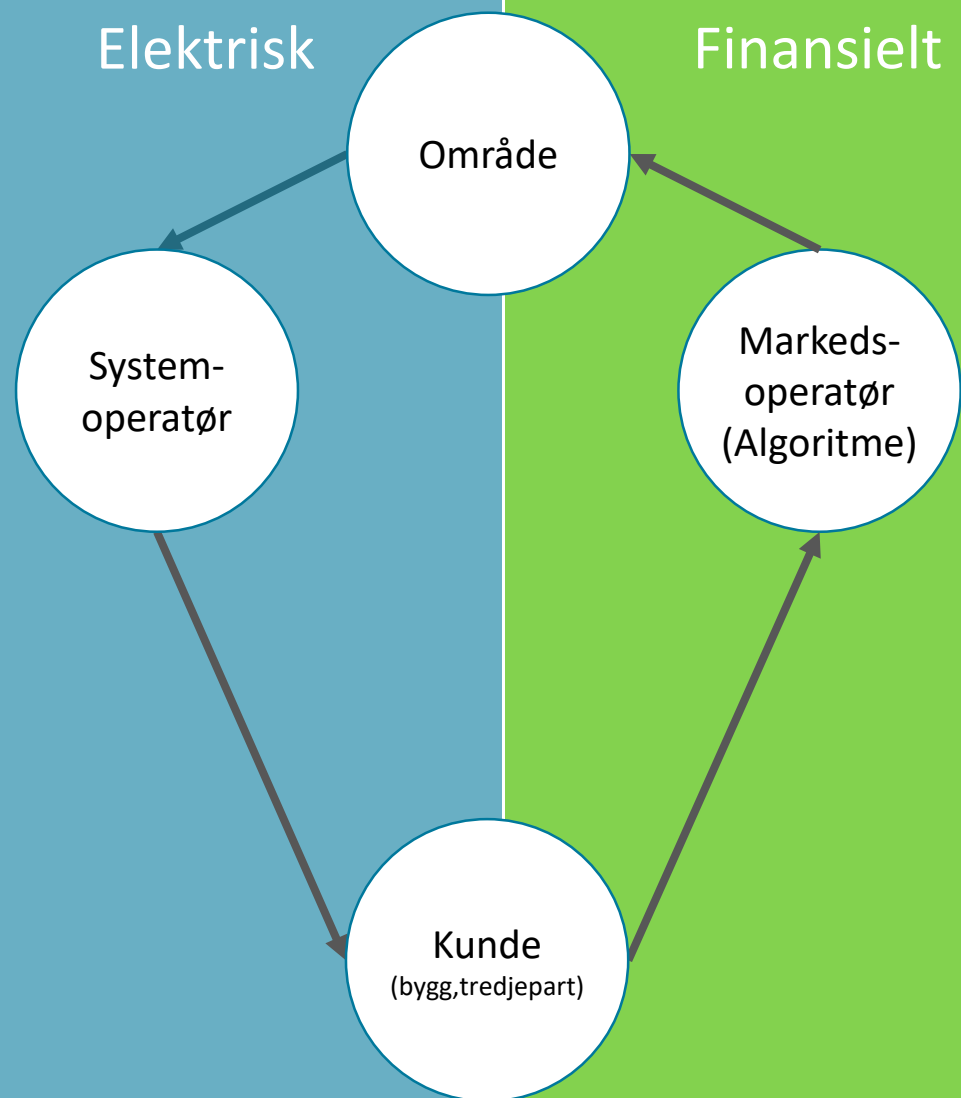 Elektrisk
Finansielt
Område
System-
operatør
Markeds-
operatør
(Algoritme)
Kunde
(bygg,tredjepart)